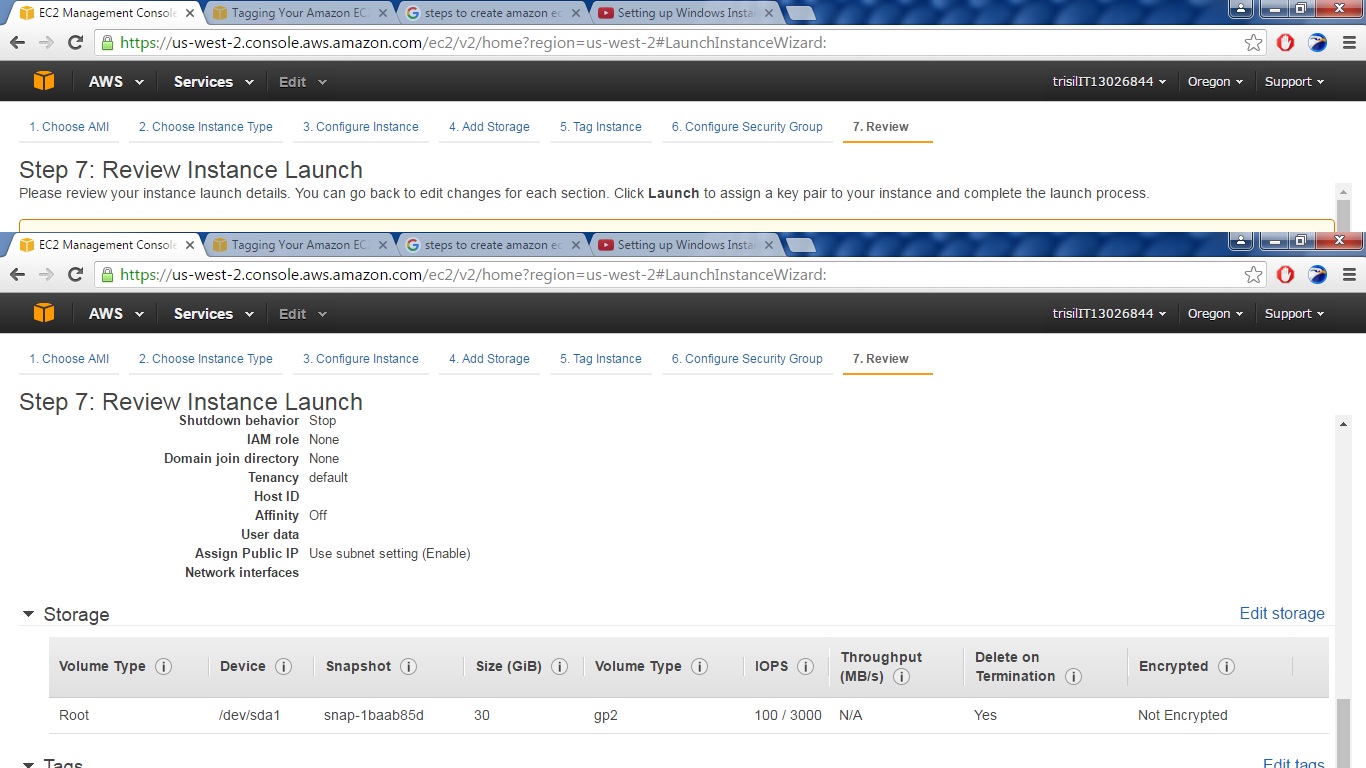 EC2 Management Console
Tagging Your Amazon EC2
steps to create amazon ec
Setting up Windows Insta
https://us-west-2.console.aws.amazon.com/ec2/v2/home?region=us-west-2#LaunchInstanceWizard:
AWS Services Edit trisilIT13026844 Oregon Support
1. Choose AMI 2. Choose Instance Type 3. Configure Instance 4. Add Storage 5. Tag Instance 6. Configure Security Group 7. Review
Step 7: Review Instance Launch
Please review your instance launch details. You can go back to edit changes for each section. Click Launch to assign a key pair to your instance and complete the launch process.
EC2 Management Console
Tagging Your Amazon EC2
steps to create amazon ec
Setting up Windows Insta
https://us-west-2.console.aws.amazon.com/ec2/v2/home?region=us-west-2#LaunchInstanceWizard:
AWS Services Edit trisilIT13026844 Oregon Support
1. Choose AMI 2. Choose Instance Type 3. Configure Instance 4. Add Storage 5. Tag Instance 6. Configure Security Group 7. Review
Step 7: Review Instance Launch
Shutdown behavior Stop
IAM role None
Domain join directory None
Tenancy default
Host ID
Affinity Off
User data
Assign Public IP Use subnet setting (Enable)
Network interfaces
Storage Edit storage
Volume Type Device Snapshot Size (GiB) Volume Type IOPS Throughput (MB/s) Delete on Termination Encrypted
Root /dev/sda1 snap-1baab85d 30 gp2 100 / 3000 N/A Yes Not Encrypted
Tags Edit tags